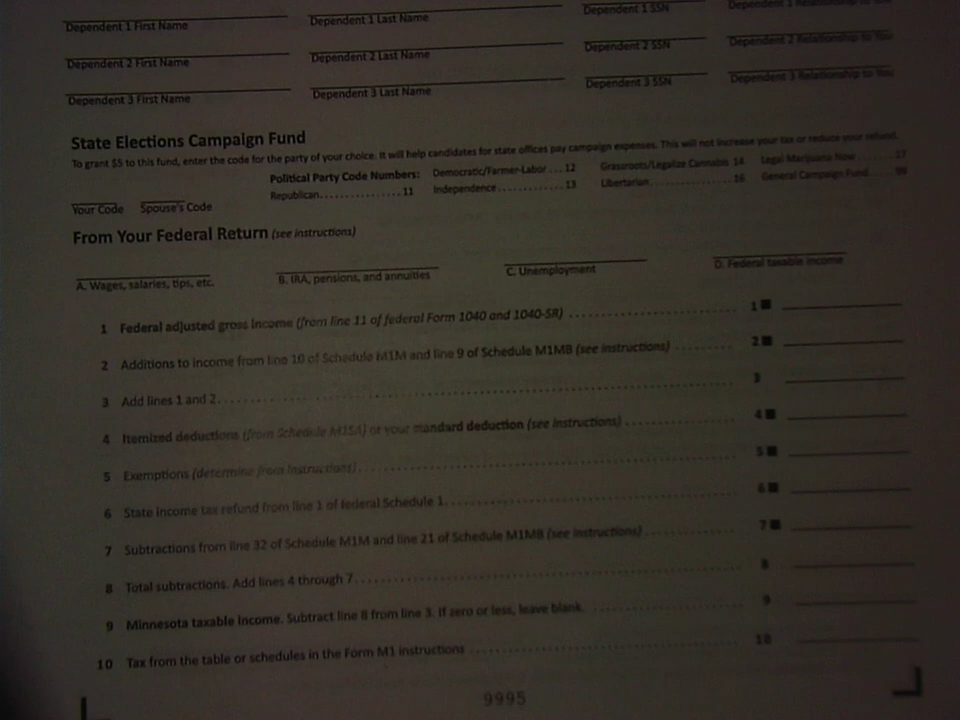 Dependent 1 First Name Dependent 1 Last Name Dependent 1 SSN Dependent 1 Relationship to You
Dependent 2 First Name Dependent 2 Last Name Dependent 2 SSN Dependent 2 Relationship to You
Dependent 3 First Name Dependent 3 Last Name Dependent 3 SSN Dependent 3 Relationship to You
State Elections Campaign Fund
To grant $5 to this fund, enter the code for the party of your choice. It will help candidates for state offices pay campaign expenses. This will not increase your tax or reduce your refund.
Political Party Code Numbers: Democratic/Farmer-Labor . . . 12 Grassroots/Legalize Cannabis 14 Legal Marijuana Now . . . . . . . . 17
Republican. . . . . . . . . . . . . . . 11 Independence . . . . . . . . . . . . 13 Libertarian. . . . . . . . . . . . . . . 16 General Campaign Fund. . . . . . 99
Your Code Spouse's Code
From Your Federal Return (see instructions)
A. Wages, salaries, tips, etc. B. IRA, pensions, and annuities C. Unemployment D. Federal taxable income
1 Federal adjusted gross income (from line 11 of federal Form 1040 and 1040-SR) . . . . . . . . . . 1 ■
2 Additions to income from line 10 of Schedule M1M and line 9 of Schedule M1MB (see instructions) . . . . . . . . . . 2 ■
3 Add lines 1 and 2. . . . . . . . . . 3
4 Itemized deductions (from Schedule M1SA) or your standard deduction (see instructions) . . . . . . . . . . 4 ■
5 Exemptions (determine from instructions) . . . . . . . . . . 5 ■
6 State income tax refund from line 1 of federal Schedule 1. . . . . . . . . . 6 ■
7 Subtractions from line 32 of Schedule M1M and line 21 of Schedule M1MB (see instructions) . . . . . . . . . . 7 ■
8 Total subtractions. Add lines 4 through 7 . . . . . . . . . . 8
9 Minnesota taxable income. Subtract line 8 from line 3. If zero or less, leave blank. . . . . . . . . . . 9
10 Tax from the table or schedules in the Form M1 instructions . . . . . . . . . . 10
9995